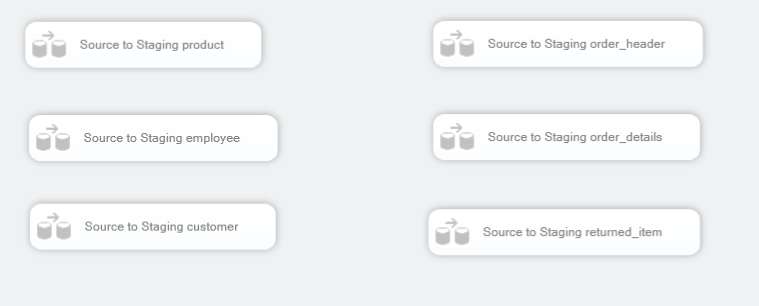 Source to Staging product
Source to Staging employee
Source to Staging customer
Source to Staging order_header
Source to Staging order_details
Source to Staging returned_item